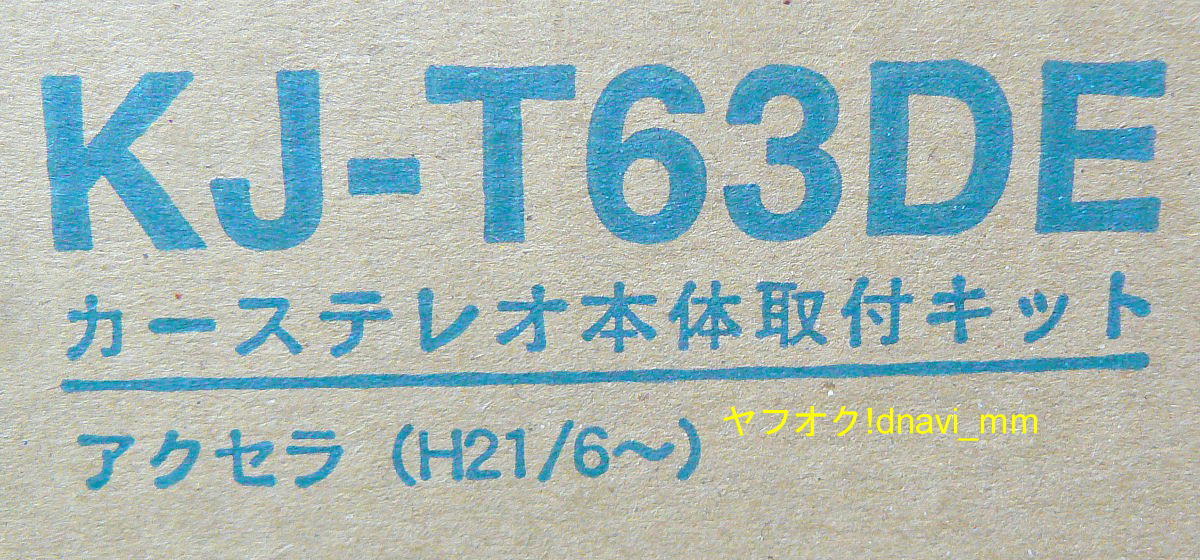 KJ-T63DE
カーステレオ本体取付キット
アクセラ（H21/6〜）
ヤフオク!dnavi_mm